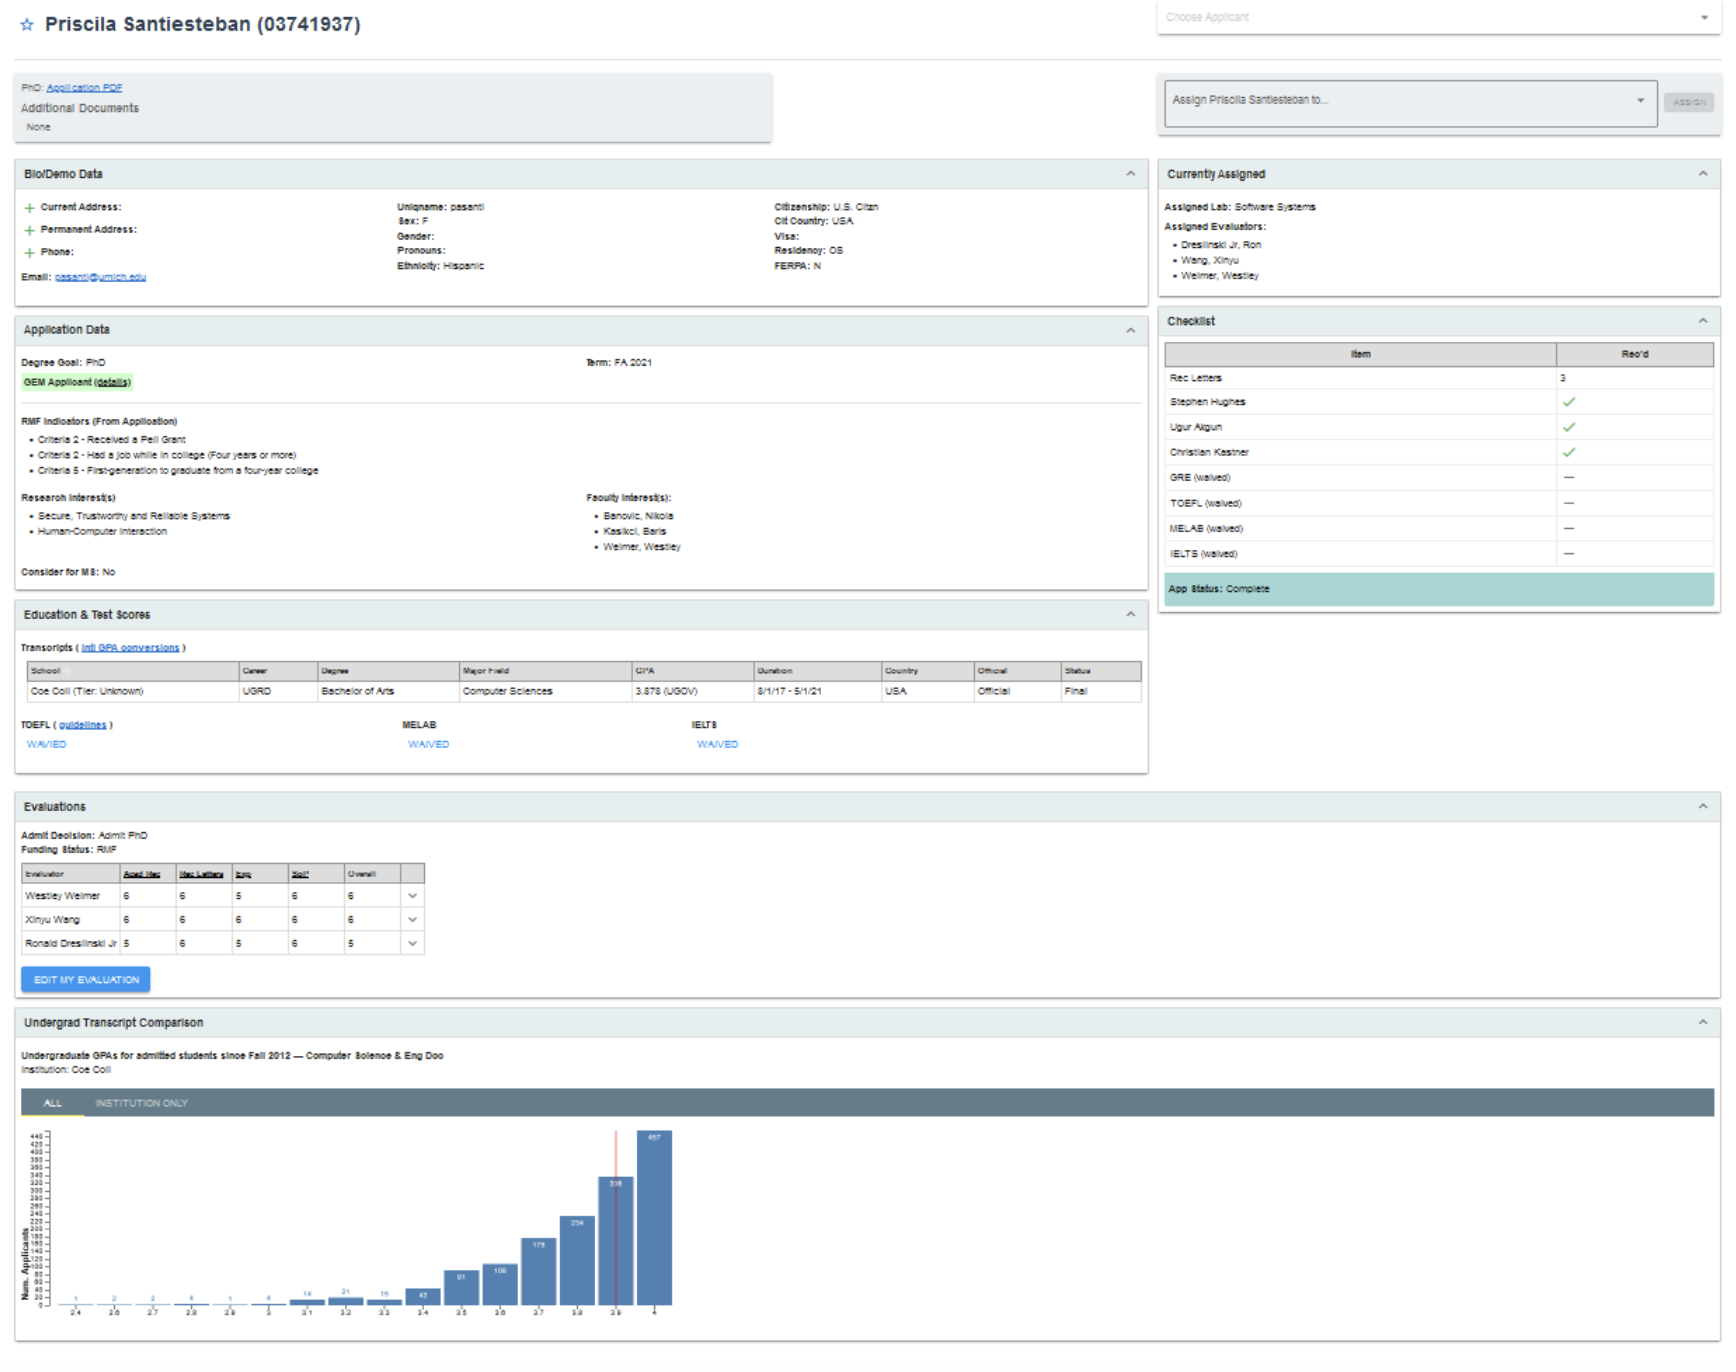 Priscila Santiesteban (03741937)
Choose Applicant
PhD: Application PDF
Additional Documents
None
Assign Priscila Santiesteban to...
ASSIGN
Bio/Demo Data
Current Address:
Permanent Address:
Phone:
Email: pasanti@umich.edu
Uniqname: pasanti
Sex: F
Gender:
Pronouns:
Ethnicity: Hispanic
Citizenship: U.S. Citzn
Cit Country: USA
Visa:
Residency: OS
FERPA: N
Currently Assigned
Assigned Lab: Software Systems
Assigned Evaluators:
• Dreslinski Jr, Ron
• Wang, Xinyu
• Weimer, Westley
Application Data
Degree Goal: PhD
Term: FA 2021
GEM Applicant (details)
RMF Indicators (From Application)
• Criteria 2 - Received a Pell Grant
• Criteria 2 - Had a job while in college (Four years or more)
• Criteria 5 - First-generation to graduate from a four-year college
Research Interest(s)
• Secure, Trustworthy and Reliable Systems
• Human-Computer Interaction
Faculty Interest(s):
• Banovic, Nikola
• Kasikci, Baris
• Weimer, Westley
Consider for MS: No
Checklist
Item Rec'd
Rec Letters 3
Stephen Hughes ✓
Ugur Akgun ✓
Christian Kastner ✓
GRE (waived) —
TOEFL (waived) —
MELAB (waived) —
IELTS (waived) —
App Status: Complete
Education & Test Scores
Transcripts ( Intl GPA conversions )
School Career Degree Major Field GPA Duration Country Official Status
Coe Coll (Tier: Unknown) UGRD Bachelor of Arts Computer Sciences 3.878 (UGOV) 8/1/17 - 5/1/21 USA Official Final
TOEFL ( guidelines ) MELAB IELTS
WAVIED WAIVED WAIVED
Evaluations
Admit Decision: Admit PhD
Funding Status: RMF
Evaluator Acad Rec Rec Letters Exp SoP Overall
Westley Weimer 6 6 5 6 6
Xinyu Wang 6 6 6 6 6
Ronald Dreslinski Jr 5 6 5 6 5
EDIT MY EVALUATION
Undergrad Transcript Comparison
Undergraduate GPAs for admitted students since Fall 2012 — Computer Science & Eng Doc
Institution: Coe Coll
ALL INSTITUTION ONLY
Num. Applicants
440
420
400
380
360
340
320
300
280
260
240
220
200
180
160
140
120
100
80
60
40
20
0
1 2 2 4 1 4 14 21 43 91 234
2.4 2.6 2.7 2.8 2.9 3 3.1 3.2 3.3 3.4 3.5 3.6 3.7 3.8 3.9 4